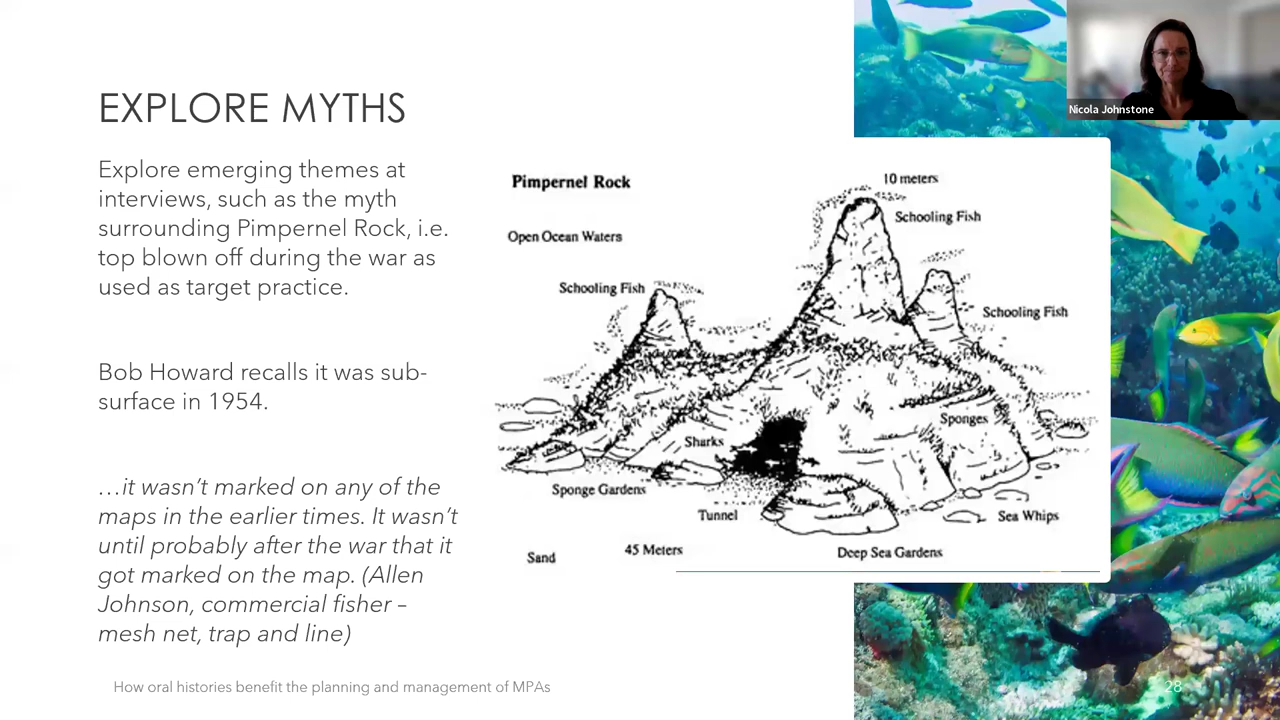 EXPLORE MYTHS
Explore emerging themes at
interviews, such as the myth
surrounding Pimpernel Rock, i.e.
top blown off during the war as
used as target practice.
Bob Howard recalls it was sub-
surface in 1954.
…it wasn’t marked on any of the
maps in the earlier times. It wasn’t
until probably after the war that it
got marked on the map. (Allen
Johnson, commercial fisher –
mesh net, trap and line)
Pimpernel Rock
10 meters
Schooling Fish
Open Ocean Waters
Schooling Fish
Schooling Fish
Sponges
Sharks
Sponge Gardens
Tunnel
Sea Whips
Sand
45 Meters
Deep Sea Gardens
Nicola Johnstone
How oral histories benefit the planning and management of MPAs
28